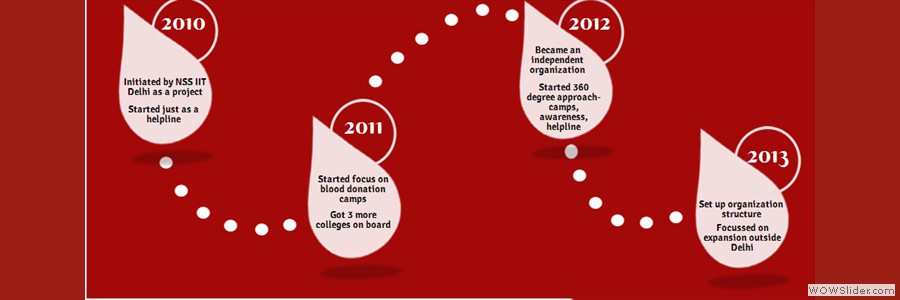 2010
Initiated by NSS IIT
Delhi as a project
Started just as a
helpline
2011
Started focus on
blood donation
camps
Got 3 more
colleges on board
2012
Became an
independent
organization
Started 360
degree approach-
camps,
awareness,
helpline
2013
Set up organization
structure
Focussed on
expansion outside
Delhi
WOWSlider.com